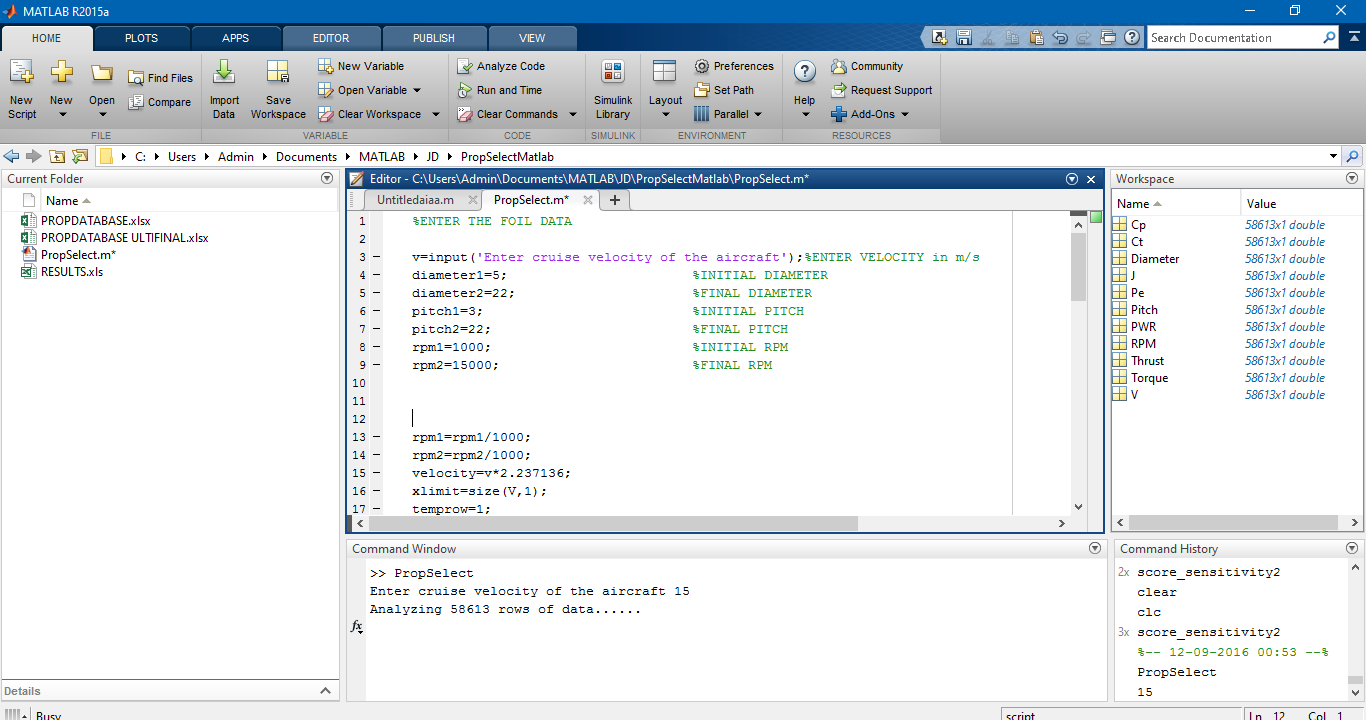 MATLAB R2015a
HOME PLOTS APPS EDITOR PUBLISH VIEW
Search Documentation
New Script
New
Open
Find Files
Compare
FILE
Import Data
Save Workspace
New Variable
Open Variable
Clear Workspace
VARIABLE
Analyze Code
Run and Time
Clear Commands
CODE
Simulink Library
SIMULINK
Layout
Preferences
Set Path
Parallel
ENVIRONMENT
Help
Community
Request Support
Add-Ons
RESOURCES
C: Users Admin Documents MATLAB JD PropSelectMatlab
Current Folder
Name
PROPDATABASE.xlsx
PROPDATABASE ULTIFINAL.xlsx
PropSelect.m*
RESULTS.xls
Details
Editor - C:\Users\Admin\Documents\MATLAB\JD\PropSelectMatlab\PropSelect.m*
Untitledaiaa.m PropSelect.m*
1 %ENTER THE FOIL DATA
2
3 – v=input('Enter cruise velocity of the aircraft');%ENTER VELOCITY in m/s
4 – diameter1=5; %INITIAL DIAMETER
5 – diameter2=22; %FINAL DIAMETER
6 – pitch1=3; %INITIAL PITCH
7 – pitch2=22; %FINAL PITCH
8 – rpm1=1000; %INITIAL RPM
9 – rpm2=15000; %FINAL RPM
10
11
12
13 – rpm1=rpm1/1000;
14 – rpm2=rpm2/1000;
15 – velocity=v*2.237136;
16 – xlimit=size(V,1);
17 – temprow=1;
Command Window
>> PropSelect
Enter cruise velocity of the aircraft 15
Analyzing 58613 rows of data......
fx
Workspace
Name Value
Cp 58613x1 double
Ct 58613x1 double
Diameter 58613x1 double
J 58613x1 double
Pe 58613x1 double
Pitch 58613x1 double
PWR 58613x1 double
RPM 58613x1 double
Thrust 58613x1 double
Torque 58613x1 double
V 58613x1 double
Command History
2x score_sensitivity2
clear
clc
3x score_sensitivity2
%-- 12-09-2016 00:53 --%
PropSelect
15
Busy
script Ln 12 Col 1